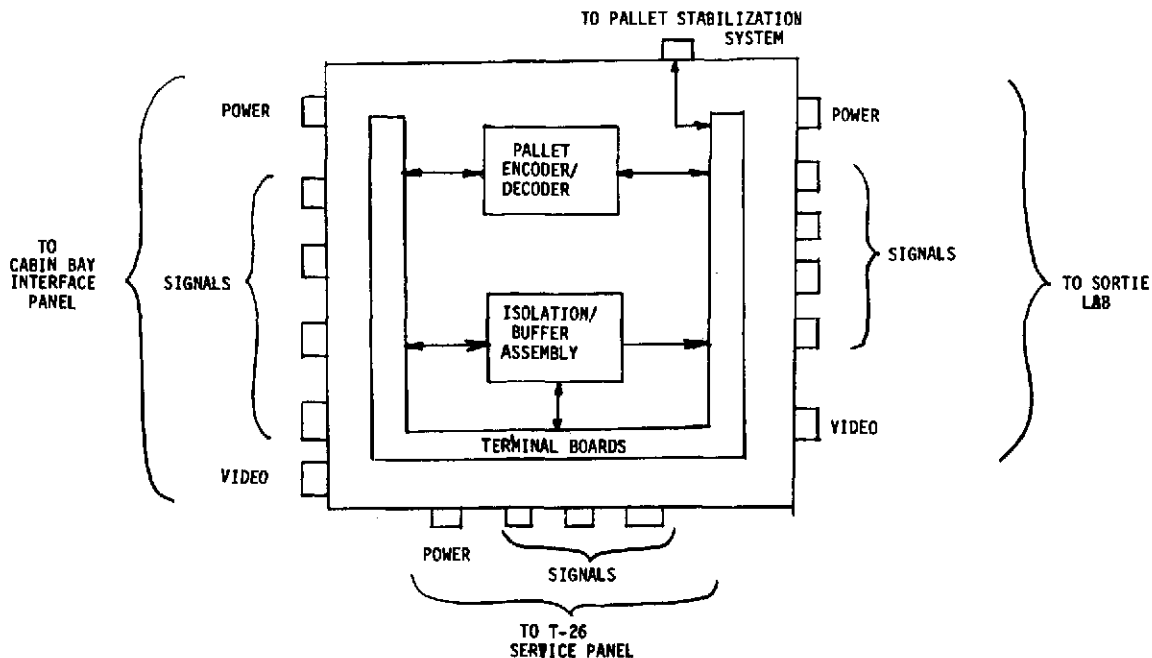 TO PALLET STABILIZATION
SYSTEM
POWER
POWER
PALLET
ENCODER/
DECODER
TO
CABIN BAY
INTERFACE
PANEL
SIGNALS
SIGNALS
TO SORTIE
LAB
ISOLATION/
BUFFER
ASSEMBLY
VIDEO
TERMINAL BOARDS
VIDEO
POWER
SIGNALS
TO T-26
SERVICE PANEL